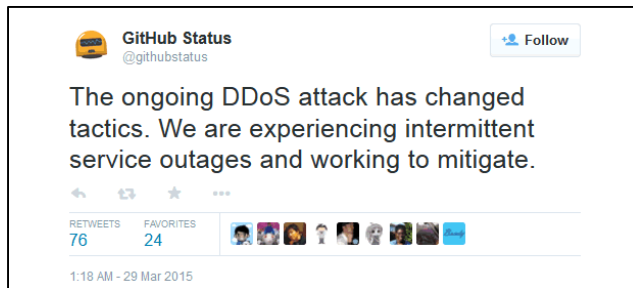 GitHub Status
@githubstatus
Follow
The ongoing DDoS attack has changed
tactics. We are experiencing intermittent
service outages and working to mitigate.
RETWEETS FAVORITES
76 24
1:18 AM - 29 Mar 2015